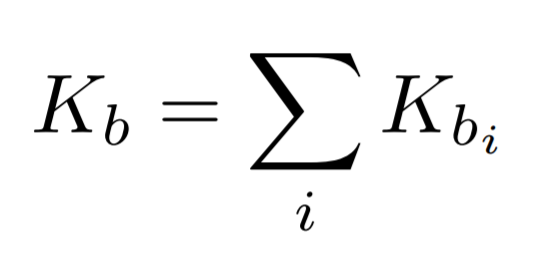 K_b = \sum_i K_{b_i}